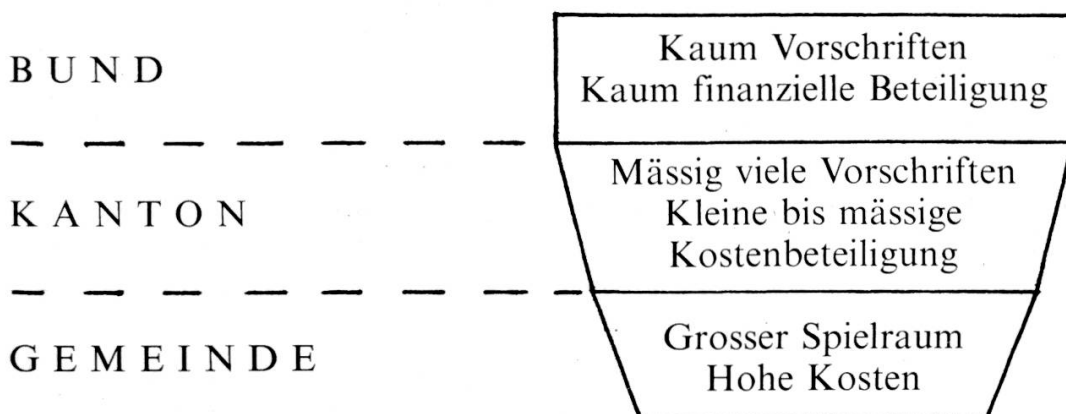 BUND
Kaum Vorschriften
Kaum finanzielle Beteiligung
KANTON
Mässig viele Vorschriften
Kleine bis mässige
Kostenbeteiligung
GEMEINDE
Grosser Spielraum
Hohe Kosten